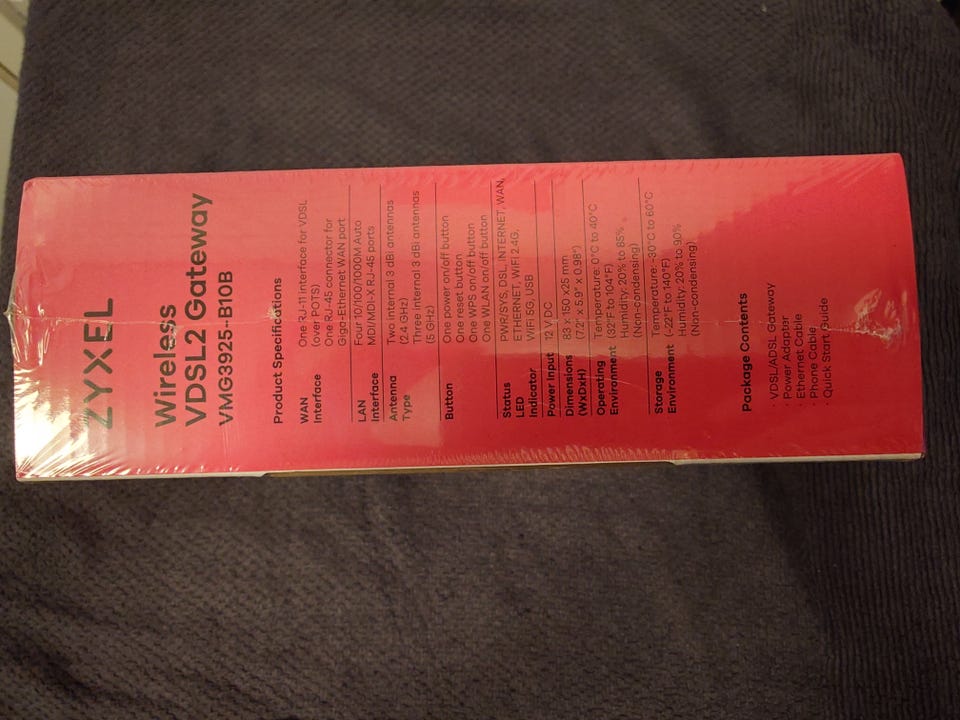 ZYXEL
Wireless
VDSL2 Gateway
VMG3925-B10B
Product Specifications
WAN Interface
One RJ-11 interface for VDSL
(over POTS)
One RJ-45 connector for
Giga-Ethernet WAN port
LAN Interface
Four 10/100/1000M Auto
MDI/MDI-X RJ-45 ports
Antenna Type
Two internal 3 dBi antennas
(2.4 GHz)
Three internal 3 dBi antennas
(5 GHz)
Button
One power on/off button
One reset button
One WPS on/off button
One WLAN on/off button
Status LED Indicator
PWR/SYS, DSL, INTERNET, WAN,
ETHERNET, WiFi 2.4G,
WiFi 5G, USB
Power Input
12 V DC
Dimensions (WxDxH)
83 x 150 x25 mm
(7.2" x 5.9" x 0.98")
Operating Environment
Temperature: 0°C to 40°C
(32°F to 104°F)
Humidity: 20% to 85%
(Non-condensing)
Storage Environment
Temperature: -30°C to 60°C
(-22°F to 140°F)
Humidity: 20% to 90%
(Non-condensing)
Package Contents
· VDSL/ADSL Gateway
· Power Adapter
· Ethernet Cable
· Phone Cable
· Quick Start Guide